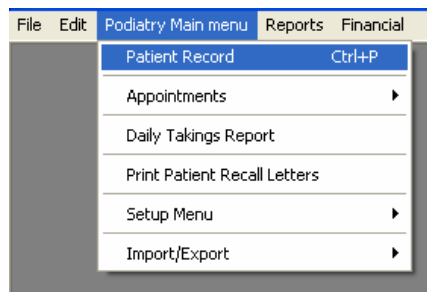 File Edit Podiatry Main menu Reports Financial
Patient Record Ctrl+P
Appointments
Daily Takings Report
Print Patient Recall Letters
Setup Menu
Import/Export